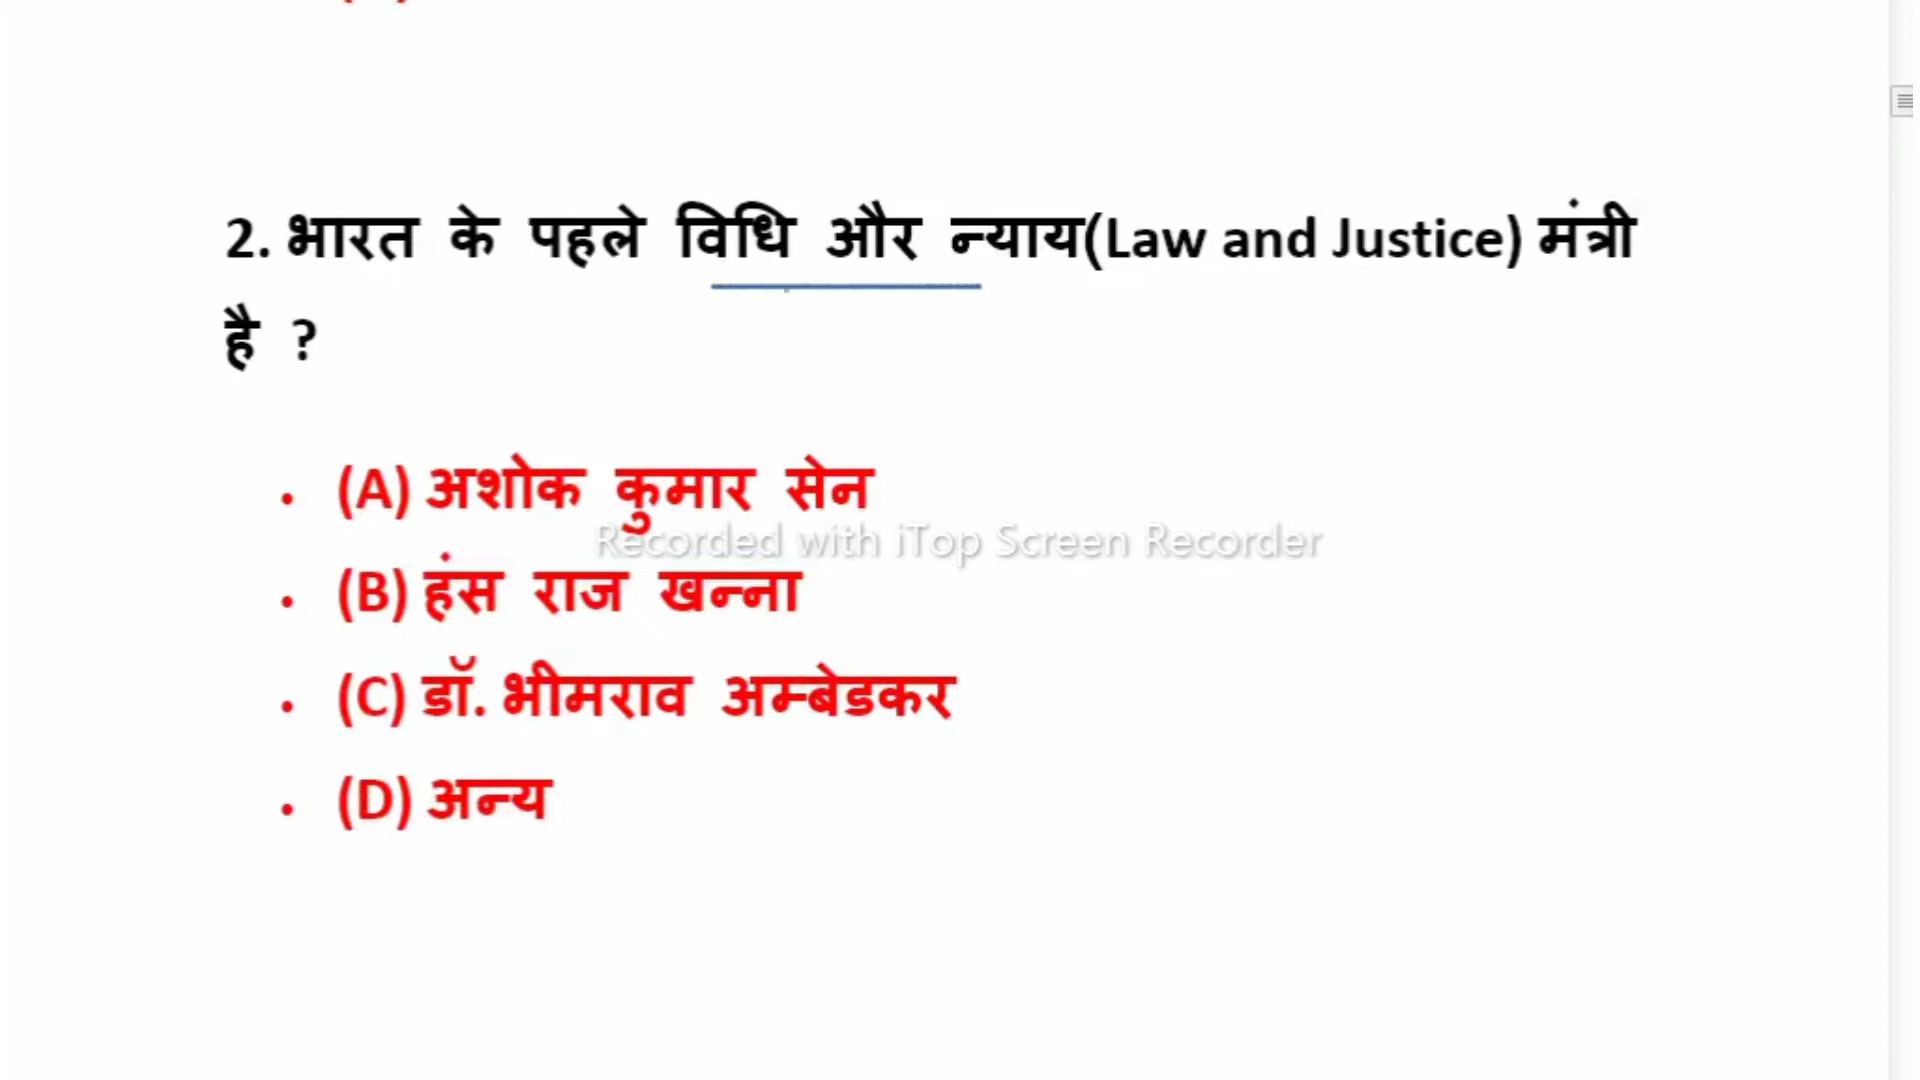 2. भारत के पहले विधि और न्याय(Law and Justice) मंत्री
है ?
• (A) अशोक कुमार सेन
Recorded with iTop Screen Recorder
• (B) हंस राज खन्ना
• (C) डॉ. भीमराव अम्बेडकर
• (D) अन्य